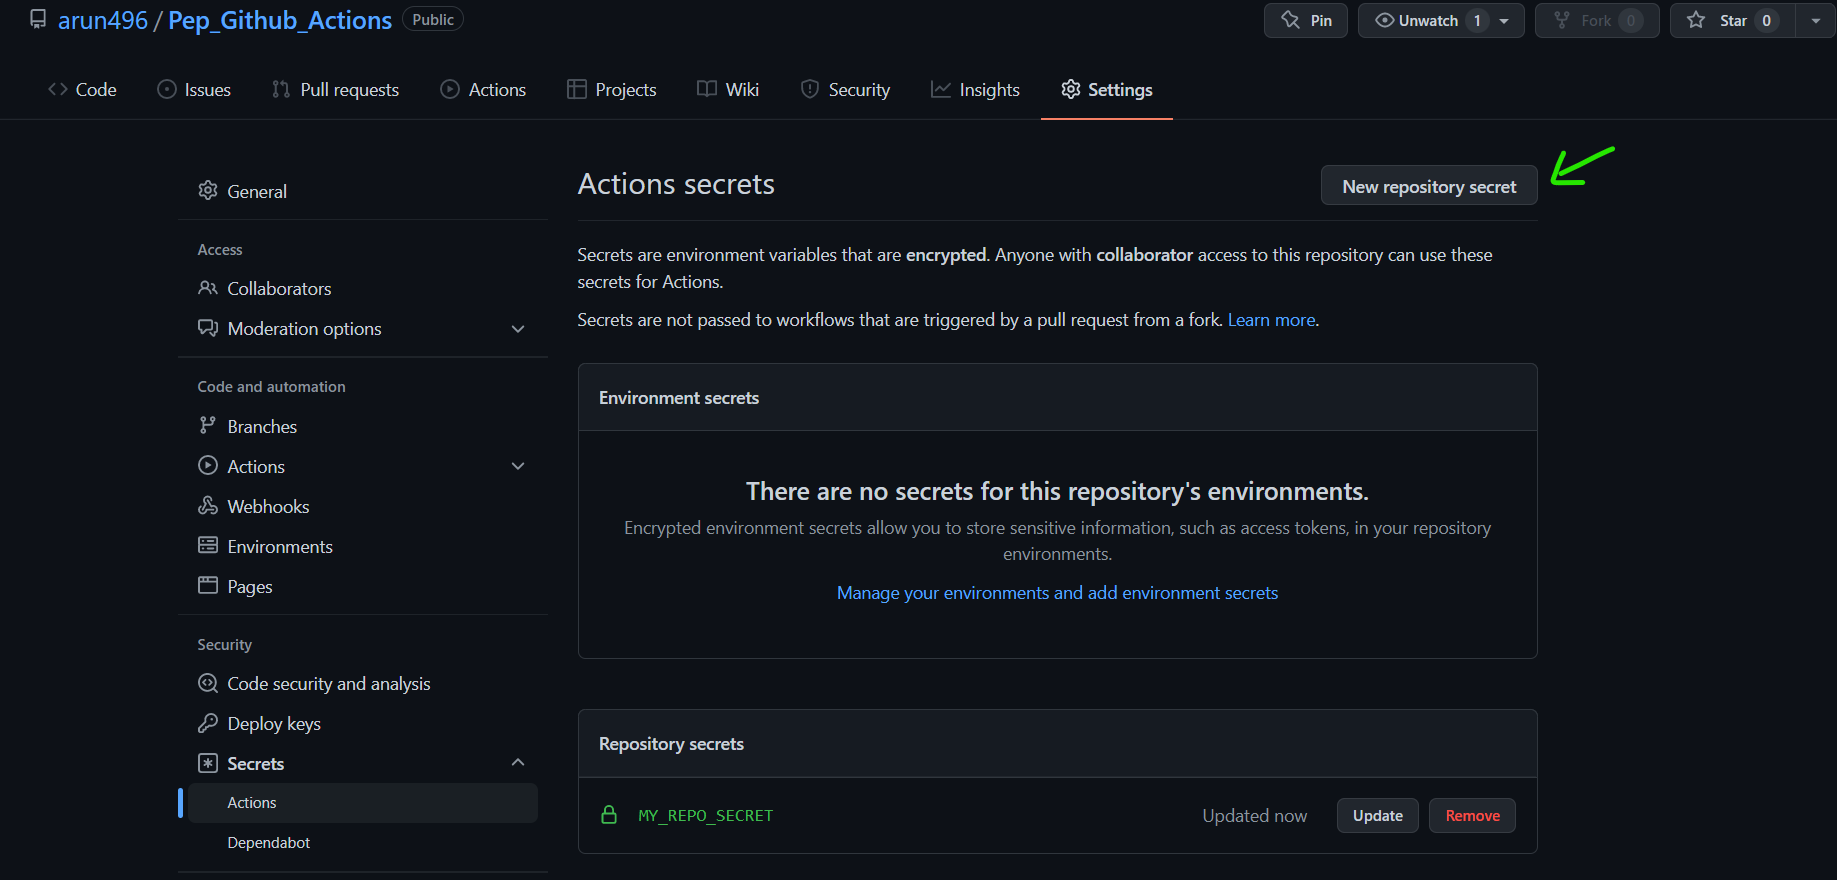 arun496 / Pep_Github_Actions Public
Pin
Unwatch 1
Fork 0
Star 0
Code
Issues
Pull requests
Actions
Projects
Wiki
Security
Insights
Settings
General
Access
Collaborators
Moderation options
Code and automation
Branches
Actions
Webhooks
Environments
Pages
Security
Code security and analysis
Deploy keys
Secrets
Actions
Dependabot
Actions secrets
New repository secret
Secrets are environment variables that are encrypted. Anyone with collaborator access to this repository can use these
secrets for Actions.
Secrets are not passed to workflows that are triggered by a pull request from a fork. Learn more.
Environment secrets
There are no secrets for this repository's environments.
Encrypted environment secrets allow you to store sensitive information, such as access tokens, in your repository
environments.
Manage your environments and add environment secrets
Repository secrets
MY_REPO_SECRET
Updated now
Update
Remove